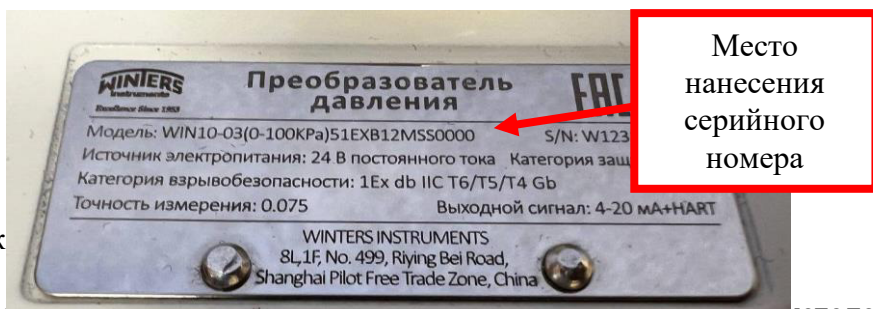 Место
нанесения
серийного
номера
WINTERS
Instruments
Excellence Since 1953
Преобразователь
давления
Модель: WIN10-03(0-100KPa)51EXB12MSS0000 S/N: W123
Источник электропитания: 24 В постоянного тока Категория
Категория взрывобезопасности: 1Ex db IIC T6/T5/T4 Gb
Точность измерения: 0.075 Выходной сигнал: 4-20 мА+HART
WINTERS INSTRUMENTS
8L,1F, No. 499, Riying Bei Road,
Shanghai Pilot Free Trade Zone, China